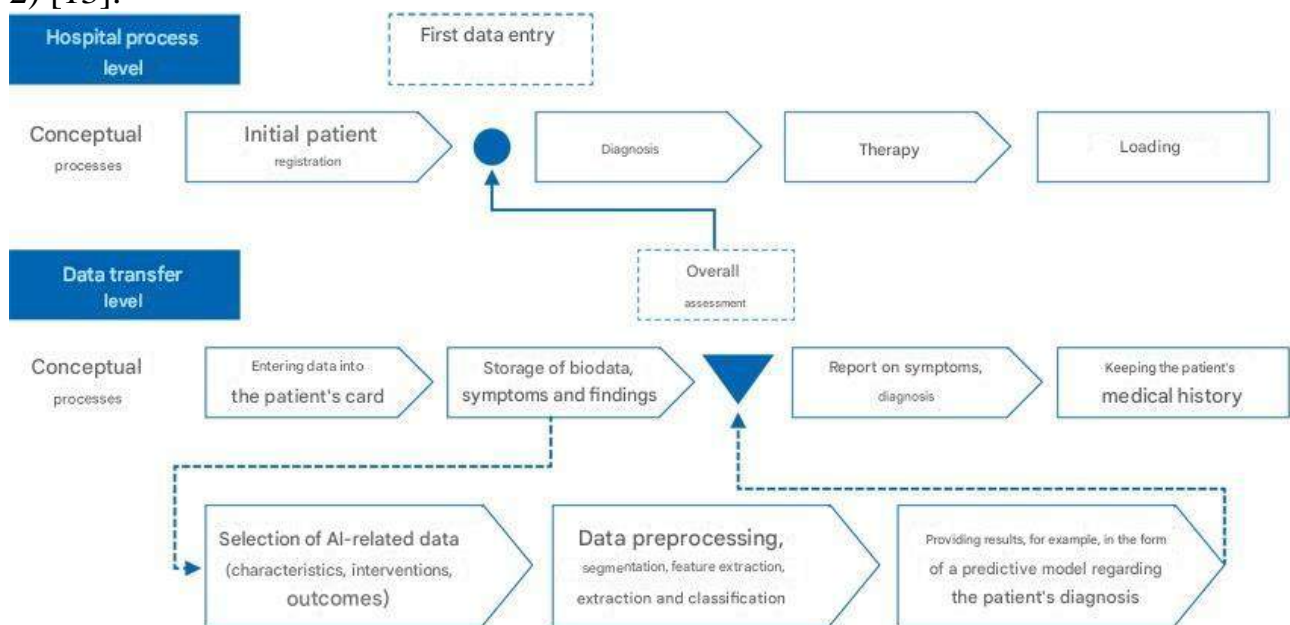 2) [15].
Hospital process
level
First data entry
Conceptual
processes
Initial patient
registration
Diagnosis
Therapy
Loading
Data transfer
level
Overall
assessment
Conceptual
processes
Entering data into
the patient's card
Storage of biodata,
symptoms and findings
Report on symptoms,
diagnosis
Keeping the patient's
medical history
Selection of AI-related data
(characteristics, interventions,
outcomes)
Data preprocessing,
segmentation, feature extraction,
extraction and classification
Providing results, for example, in the form
of a predictive model regarding
the patient's diagnosis